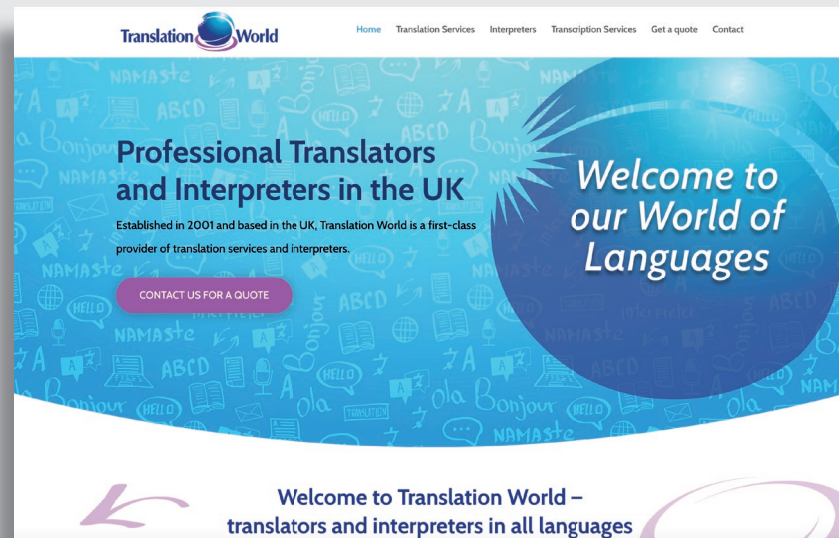 Translation World
Home Translation Services Interpreters Transcription Services Get a quote Contact
Professional Translators
and Interpreters in the UK
Established in 2001 and based in the UK, Translation World is a first-class
provider of translation services and interpreters.
CONTACT US FOR A QUOTE
Welcome to
our World of
Languages
Welcome to Translation World –
translators and interpreters in all languages